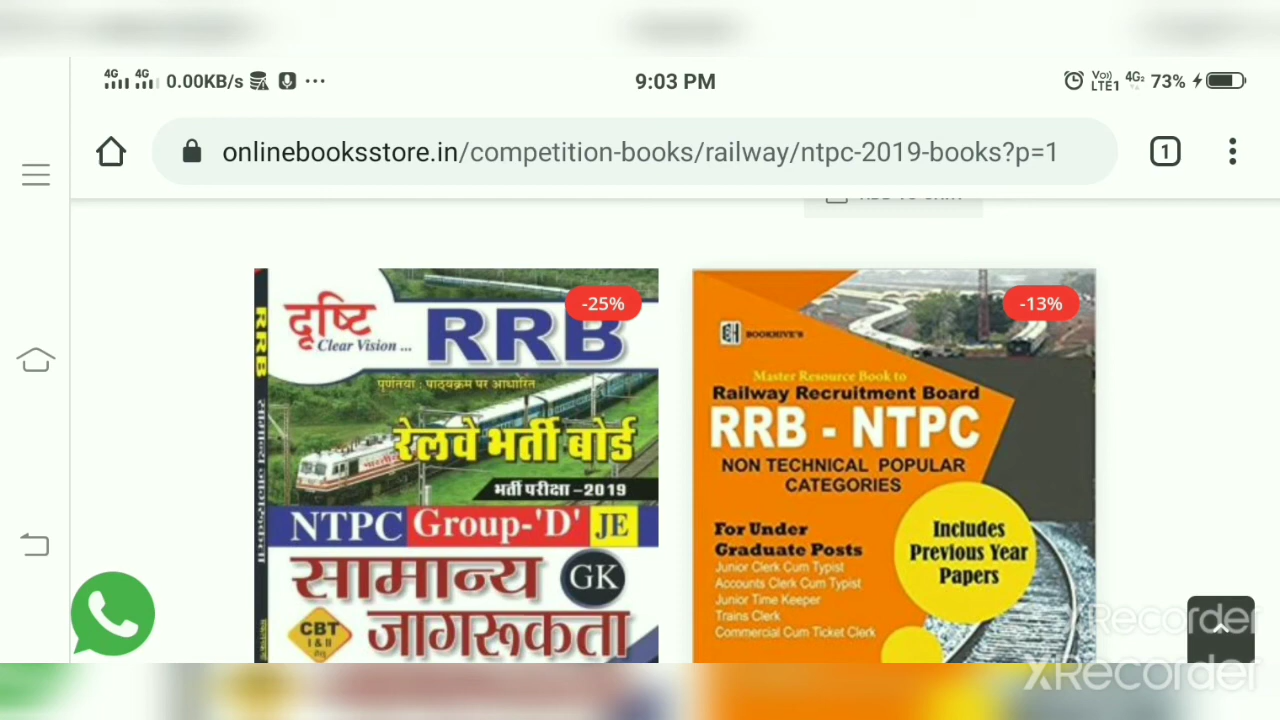 4G 4G 0.00KB/s ...
9:03 PM
Vo) LTE1 4G2 73%
onlinebooksstore.in/competition-books/railway/ntpc-2019-books?p=1
1
-25%
दृष्टि
Clear Vision ...
RRB
RRB
पूर्णतया : पाठ्यक्रम पर आधारित
रेलवे भर्ती बोर्ड
भर्ती परीक्षा -2019
NTPC Group-'D' JE
सामान्य GK
CBT
I & II
जागरूकता
-13%
BH BOOKHIVE'S
Master Resource Book to
Railway Recruitment Board
RRB - NTPC
NON TECHNICAL POPULAR
CATEGORIES
For Under
Graduate Posts
Junior Clerk Cum Typist
Accounts Clerk Cum Typist
Junior Time Keeper
Trains Clerk
Commercial Cum Ticket Clerk
Includes
Previous Year
Papers
XRecorder
XRecorder